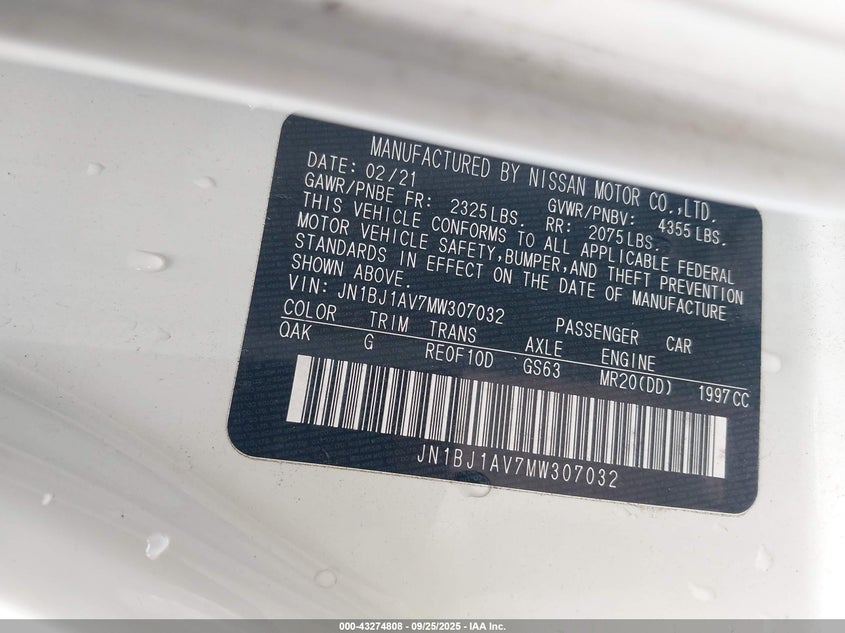 MANUFACTURED BY NISSAN MOTOR CO.,LTD.
DATE: 02/21 GVWR/PNBV: 4355LBS.
GAWR/PNBE FR: 2325LBS. RR: 2075LBS.
THIS VEHICLE CONFORMS TO ALL APPLICABLE FEDERAL
MOTOR VEHICLE SAFETY,BUMPER,AND THEFT PREVENTION
STANDARDS IN EFFECT ON THE DATE OF MANUFACTURE
SHOWN ABOVE.
VIN: JN1BJ1AV7MW307032 PASSENGER CAR
COLOR TRIM TRANS AXLE ENGINE
QAK G RE0F10D GS63 MR20(DD) 1997CC
JN1BJ1AV7MW307032
000-43274808 - 09/25/2025 - IAA Inc.